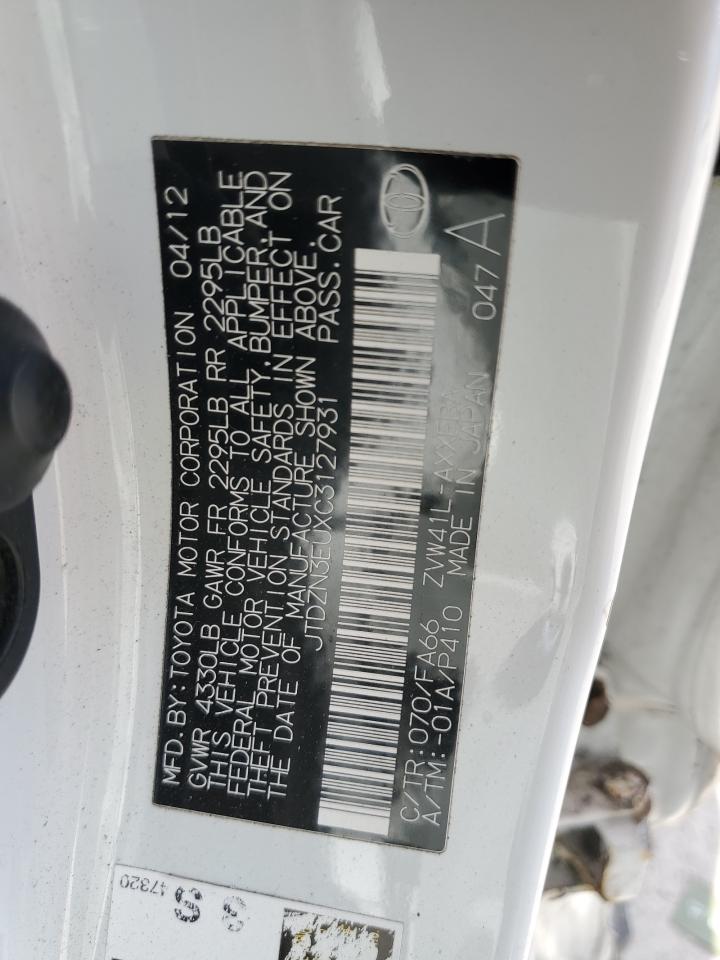 MFD.BY:TOYOTA MOTOR CORPORATION 04/12
GVWR 4330LB GAWR FR 2295LB RR 2295LB
THIS VEHICLE CONFORMS TO ALL APPLICABLE
FEDERAL MOTOR VEHICLE SAFETY,BUMPER,AND
THEFT PREVENTION STANDARDS IN EFFECT ON
THE DATE OF MANUFACTURE SHOWN ABOVE.
JTDZN3EUXC3127931 PASS.CAR
C/TR:070/FA66 ZVW41L-AXXEBA
A/TM:-01A/P410 MADE IN JAPAN 047 A
47320
S S